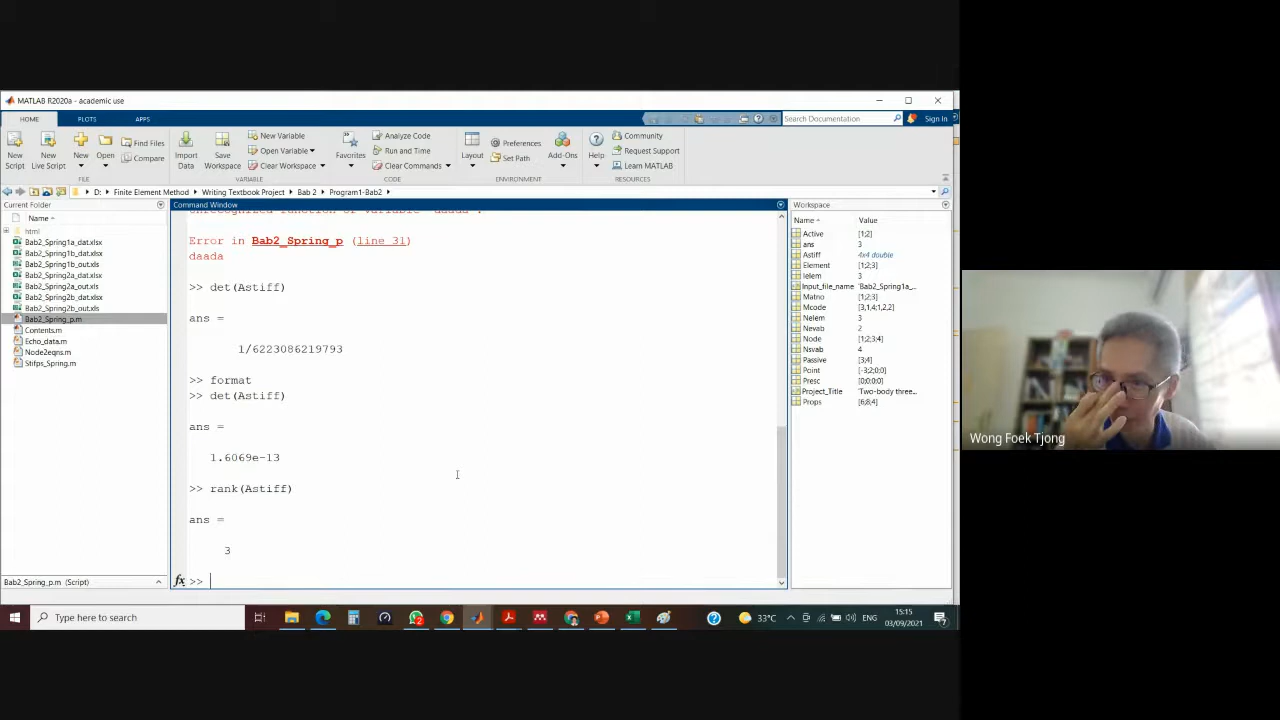 MATLAB R2020a - academic use
HOME PLOTS APPS
Search Documentation Sign In
New Script
New Live Script
New
Open
Find Files
Compare
Import Data
Save Workspace
New Variable
Open Variable
Clear Workspace
Favorites
Analyze Code
Run and Time
Clear Commands
Layout
Preferences
Set Path
Add-Ons
Help
Community
Request Support
Learn MATLAB
FILE VARIABLE CODE ENVIRONMENT RESOURCES
D: Finite Element Method Writing Textbook Project Bab 2 Program1-Bab2
Current Folder
Name
html
Bab2_Spring1a_dat.xlsx
Bab2_Spring1b_dat.xlsx
Bab2_Spring1b_out.xls
Bab2_Spring2a_dat.xlsx
Bab2_Spring2a_out.xls
Bab2_Spring2b_dat.xlsx
Bab2_Spring2b_out.xls
Bab2_Spring_p.m
Contents.m
Echo_data.m
Node2eqns.m
Stifps_Spring.m
Bab2_Spring_p.m (Script)
Command Window
Error in Bab2_Spring_p (line 31)
daada
>> det(Astiff)
ans =
1/6223086219793
>> format
>> det(Astiff)
ans =
1.6069e-13
>> rank(Astiff)
ans =
3
fx >>
Workspace
Name Value
Active [1;2]
ans 3
Astiff 4x4 double
Element [1;2;3]
Ielem 3
Input_file_name 'Bab2_Spring1a_...
Matno [1;2;3]
Mcode [3,1,4;1,2,2]
Nelem 3
Nevab 2
Node [1;2;3;4]
Nsvab 4
Passive [3;4]
Point [-3;2;0;0]
Presc [0;0;0;0]
Project_Title 'Two-body three...
Props [6;8;4]
Wong Foek Tjong
Type here to search
33°C ENG
15:15
03/09/2021